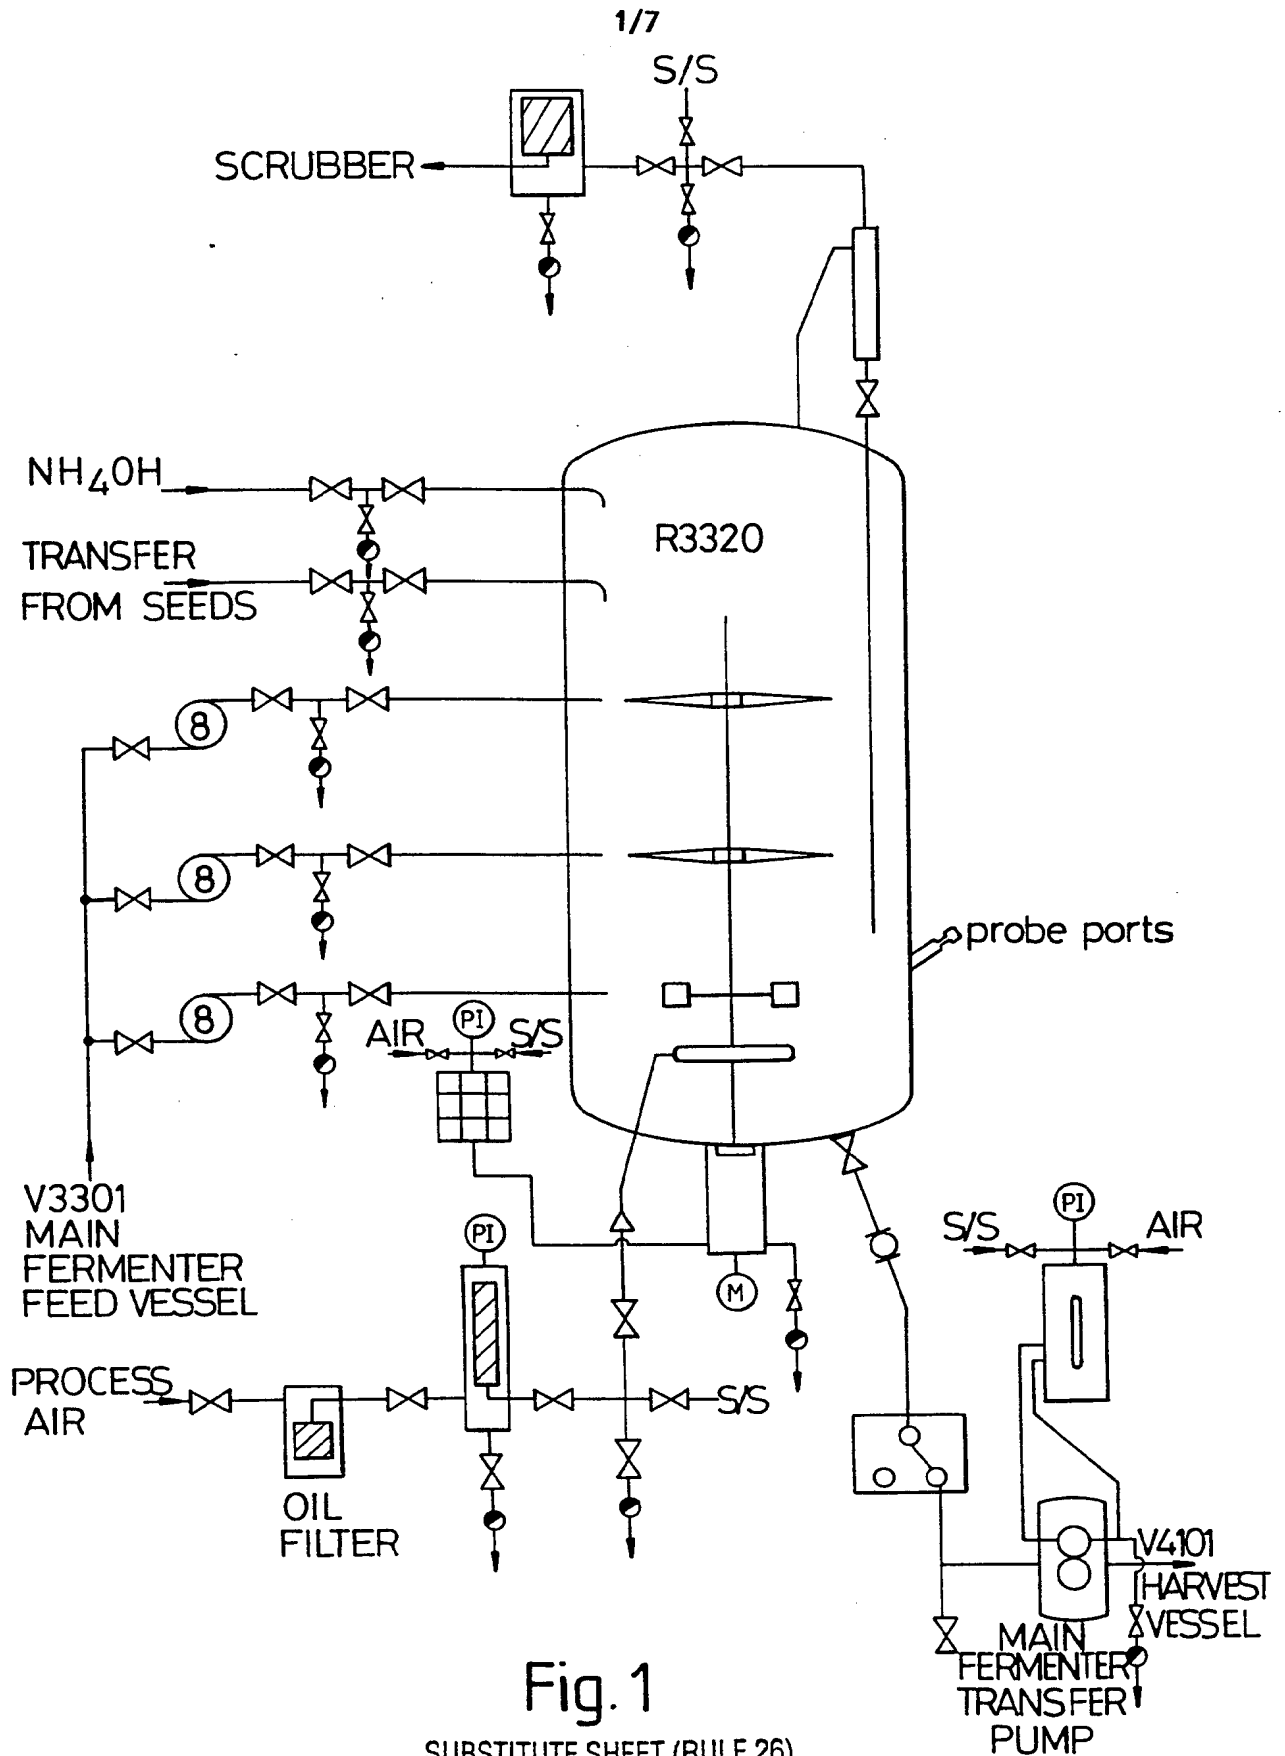 1/7
S/S
SCRUBBER
NH4OH
R3320
TRANSFER
FROM SEEDS
8
8
probe ports
8
PI
AIR
S/S
V3301
MAIN
FERMENTER
FEED VESSEL
PI
M
PI
S/S
AIR
PROCESS
AIR
S/S
OIL
FILTER
V4101
HARVEST
VESSEL
MAIN
FERMENTER
TRANSFER
PUMP
Fig. 1
SUBSTITUTE SHEET (RULE 26)